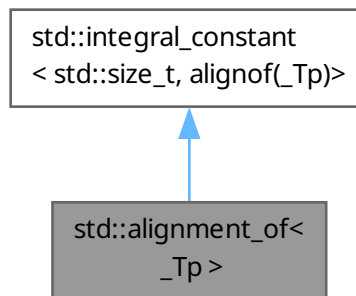 std::integral_constant
< std::size_t, alignof(_Tp)>
std::alignment_of<
_Tp >